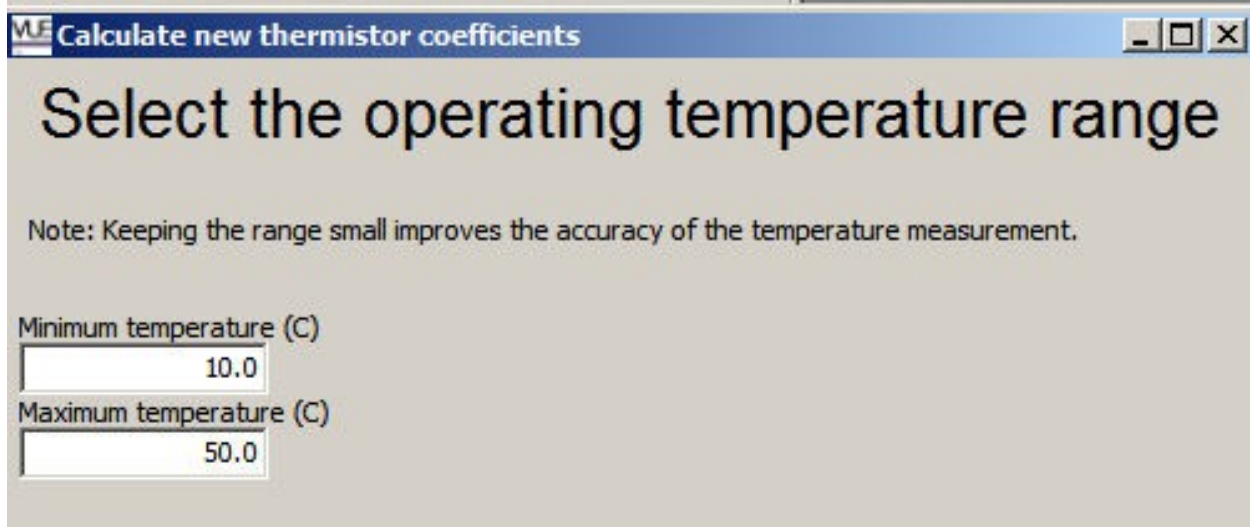 VUE Calculate new thermistor coefficients
Select the operating temperature range
Note: Keeping the range small improves the accuracy of the temperature measurement.
Minimum temperature (C)
10.0
Maximum temperature (C)
50.0